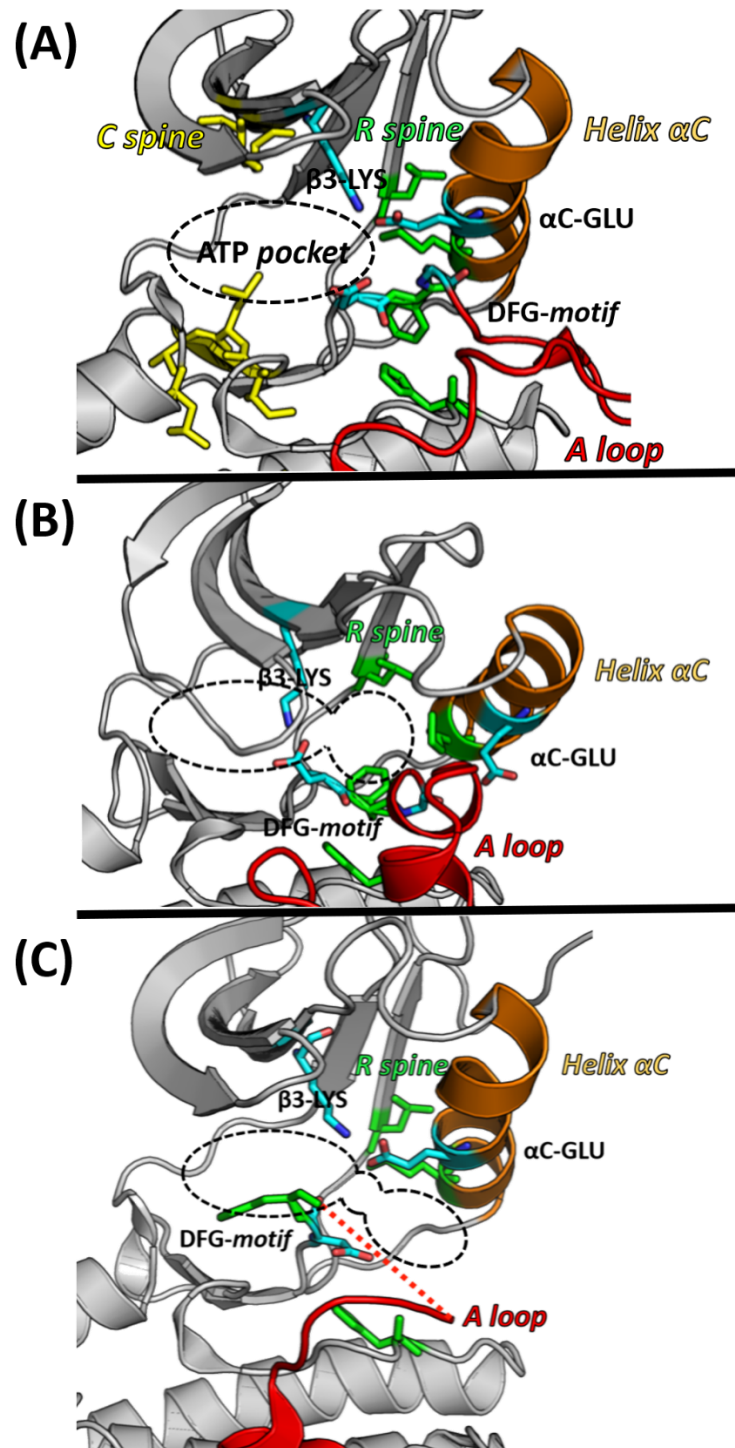 (A)
C spine
R spine
Helix αC
β3-LYS
αC-GLU
ATP pocket
DFG-motif
A loop
(B)
R spine
β3-LYS
Helix αC
αC-GLU
DFG-motif
A loop
(C)
R spine
Helix αC
β3-LYS
αC-GLU
DFG-motif
A loop